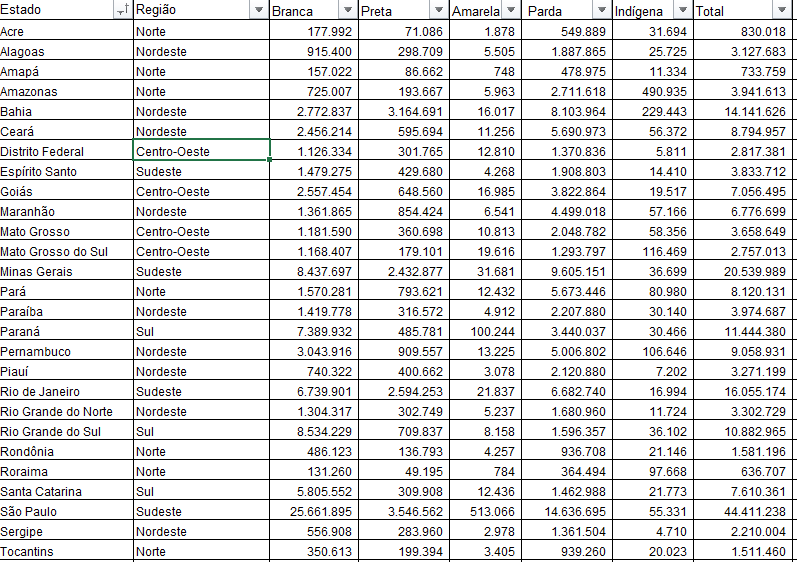 Estado Região Branca Preta Amarela Parda Indígena Total
Acre Norte 177.992 71.086 1.878 549.889 31.694 830.018
Alagoas Nordeste 915.400 298.709 5.505 1.887.865 25.725 3.127.683
Amapá Norte 157.022 86.662 748 478.975 11.334 733.759
Amazonas Norte 725.007 193.667 5.963 2.711.618 490.935 3.941.613
Bahia Nordeste 2.772.837 3.164.691 16.017 8.103.964 229.443 14.141.626
Ceará Nordeste 2.456.214 595.694 11.256 5.690.973 56.372 8.794.957
Distrito Federal Centro-Oeste 1.126.334 301.765 12.810 1.370.836 5.811 2.817.381
Espírito Santo Sudeste 1.479.275 429.680 4.268 1.908.803 14.410 3.833.712
Goiás Centro-Oeste 2.557.454 648.560 16.985 3.822.864 19.517 7.056.495
Maranhão Nordeste 1.361.865 854.424 6.541 4.499.018 57.166 6.776.699
Mato Grosso Centro-Oeste 1.181.590 360.698 10.813 2.048.782 58.356 3.658.649
Mato Grosso do Sul Centro-Oeste 1.168.407 179.101 19.616 1.293.797 116.469 2.757.013
Minas Gerais Sudeste 8.437.697 2.432.877 31.681 9.605.151 36.699 20.539.989
Pará Norte 1.570.281 793.621 12.432 5.673.446 80.980 8.120.131
Paraíba Nordeste 1.419.778 316.572 4.912 2.207.880 30.140 3.974.687
Paraná Sul 7.389.932 485.781 100.244 3.440.037 30.466 11.444.380
Pernambuco Nordeste 3.043.916 909.557 13.225 5.006.802 106.646 9.058.931
Piauí Nordeste 740.322 400.662 3.078 2.120.880 7.202 3.271.199
Rio de Janeiro Sudeste 6.739.901 2.594.253 21.837 6.682.740 16.994 16.055.174
Rio Grande do Norte Nordeste 1.304.317 302.749 5.237 1.680.960 11.724 3.302.729
Rio Grande do Sul Sul 8.534.229 709.837 8.158 1.596.357 36.102 10.882.965
Rondônia Norte 486.123 136.793 4.257 936.708 21.146 1.581.196
Roraima Norte 131.260 49.195 784 364.494 97.668 636.707
Santa Catarina Sul 5.805.552 309.908 12.436 1.462.988 21.773 7.610.361
São Paulo Sudeste 25.661.895 3.546.562 513.066 14.636.695 55.331 44.411.238
Sergipe Nordeste 556.908 283.960 2.978 1.361.504 4.710 2.210.004
Tocantins Norte 350.613 199.394 3.405 939.260 20.023 1.511.460